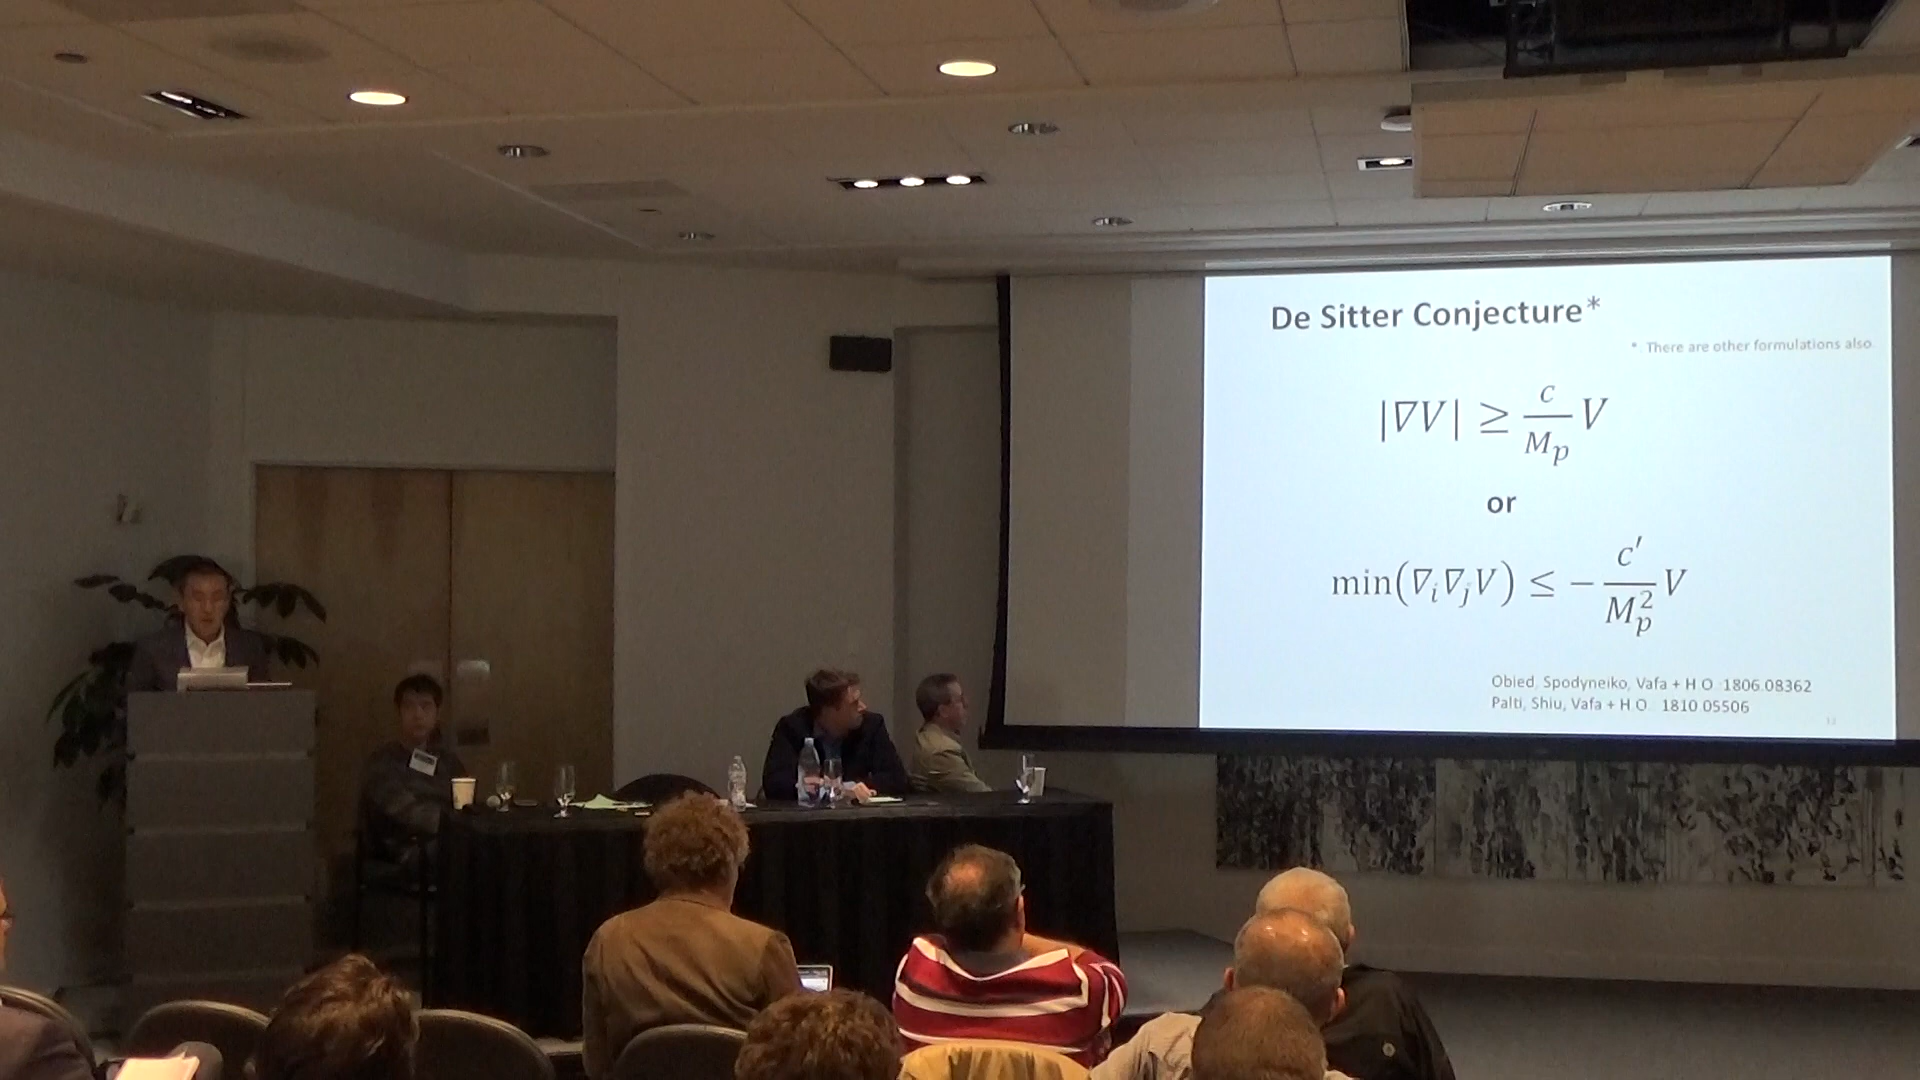 De Sitter Conjecture*
* There are other formulations also
|∇V| ≥ c/M_p V
or
min(∇_i∇_jV) ≤ − c′/M_p^2 V
Obied, Spodyneiko, Vafa + H.O. 1806.08362
Palti, Shiu, Vafa + H.O. 1810.05506